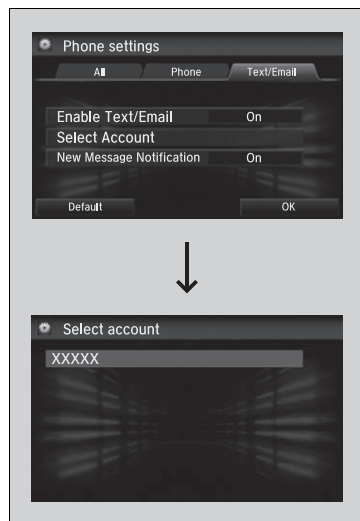 Phone settings
All Phone Text/Email
Enable Text/Email On
Select Account
New Message Notification On
Default OK
Select account
XXXXX